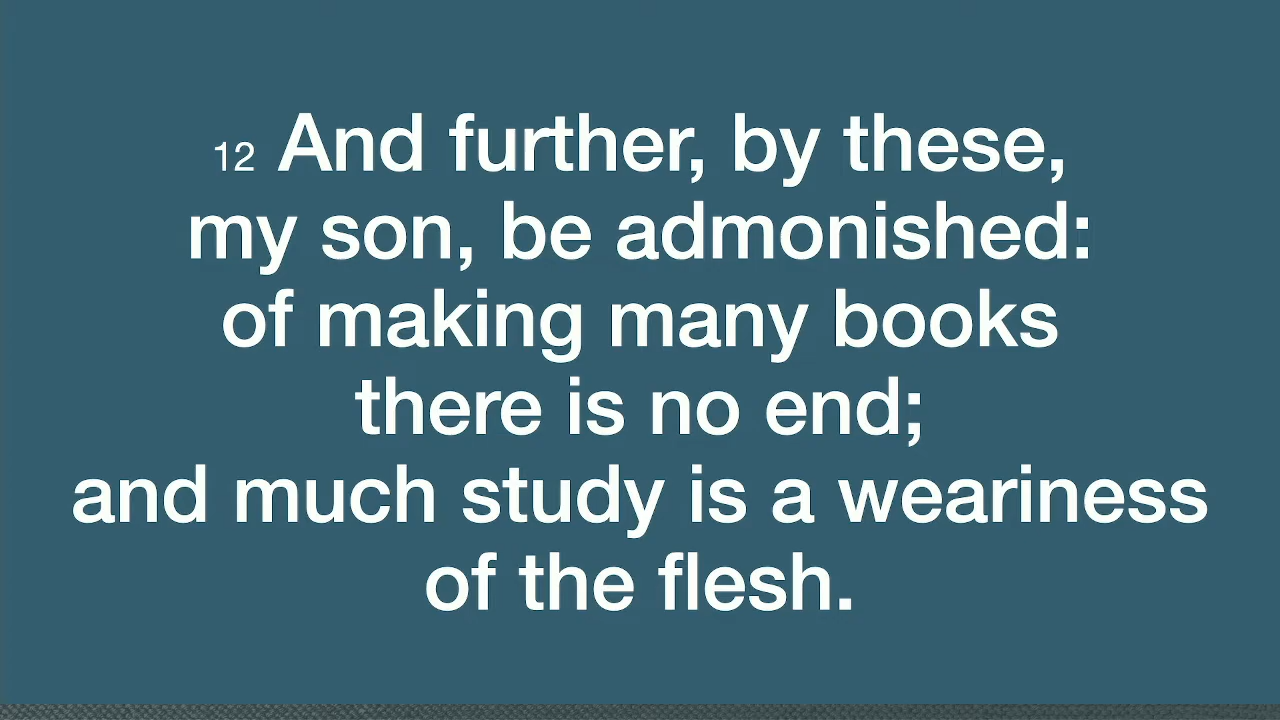 12 And further, by these,
my son, be admonished:
of making many books
there is no end;
and much study is a weariness
of the flesh.